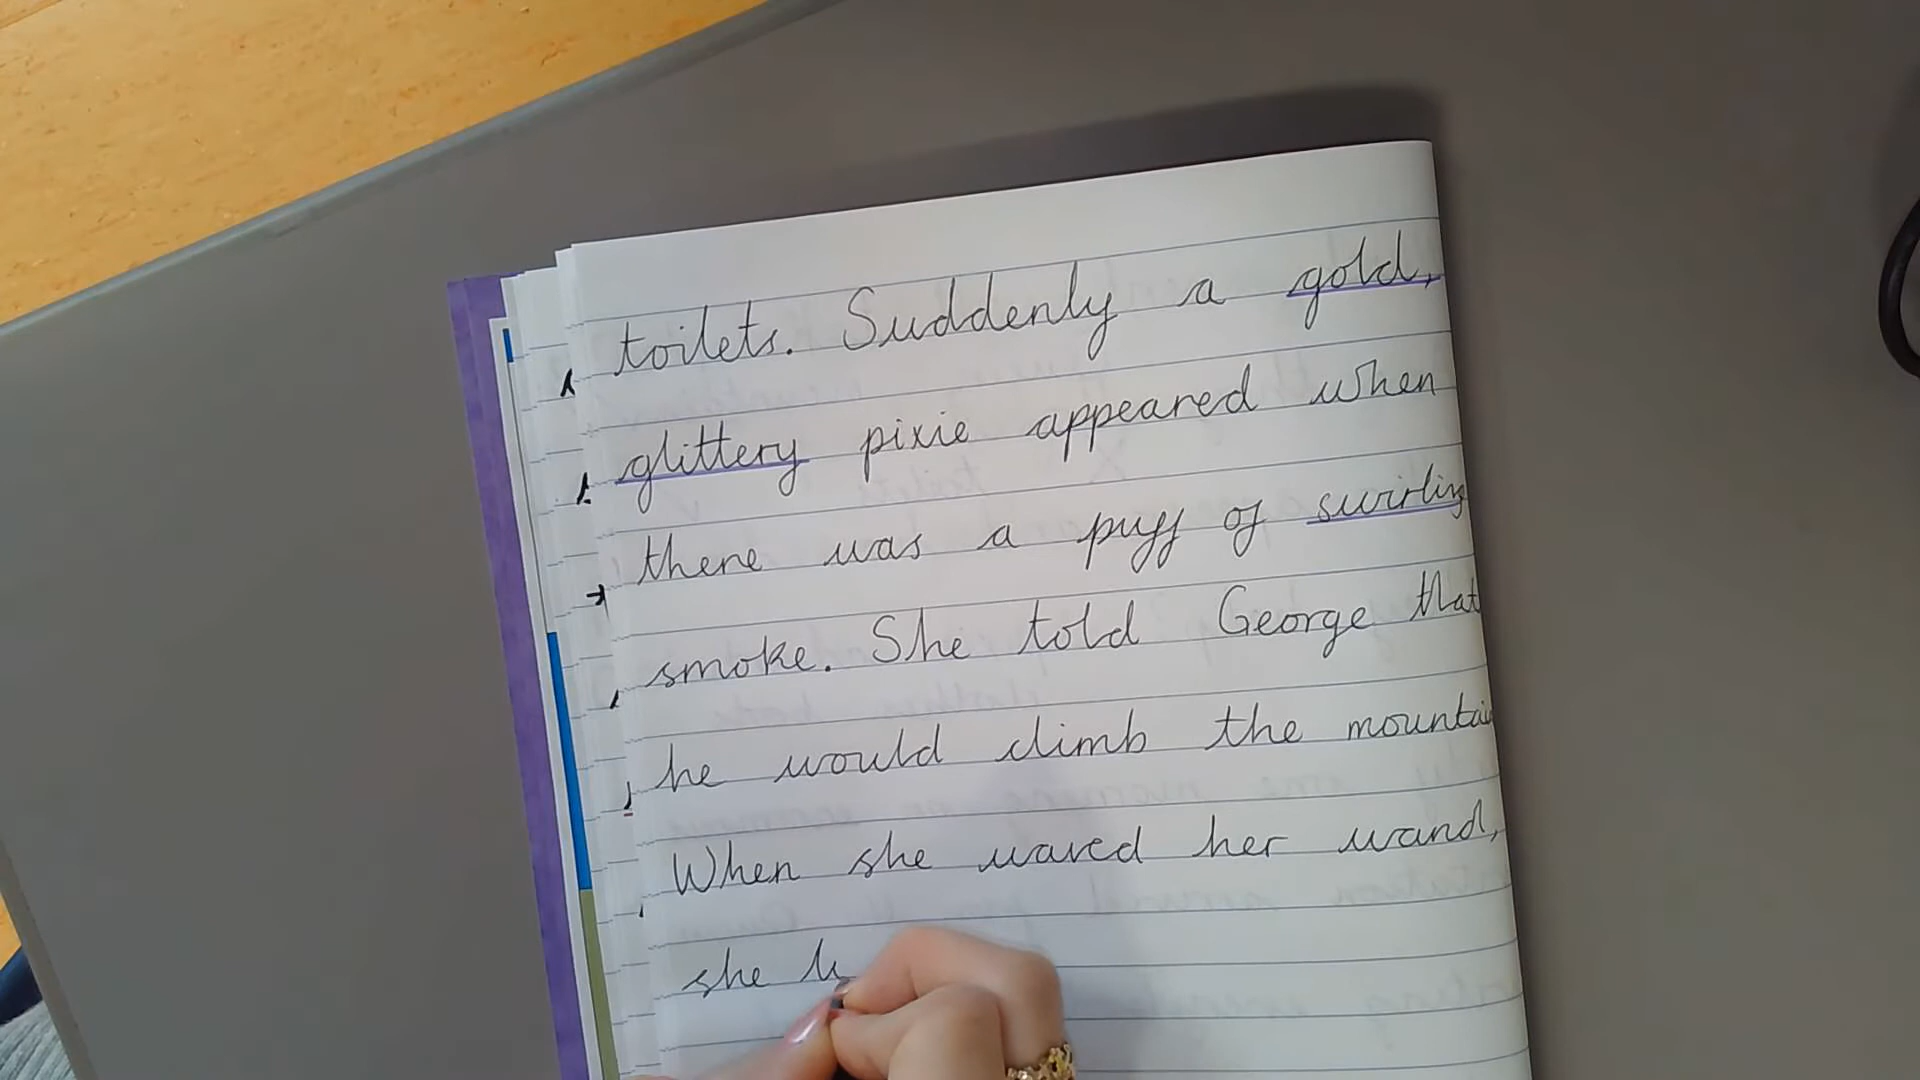 toilets. Suddenly a gold,
glittery pixie appeared when
there was a puff of swirling
smoke. She told George that
he would climb the mountain
When she waved her wand,
she